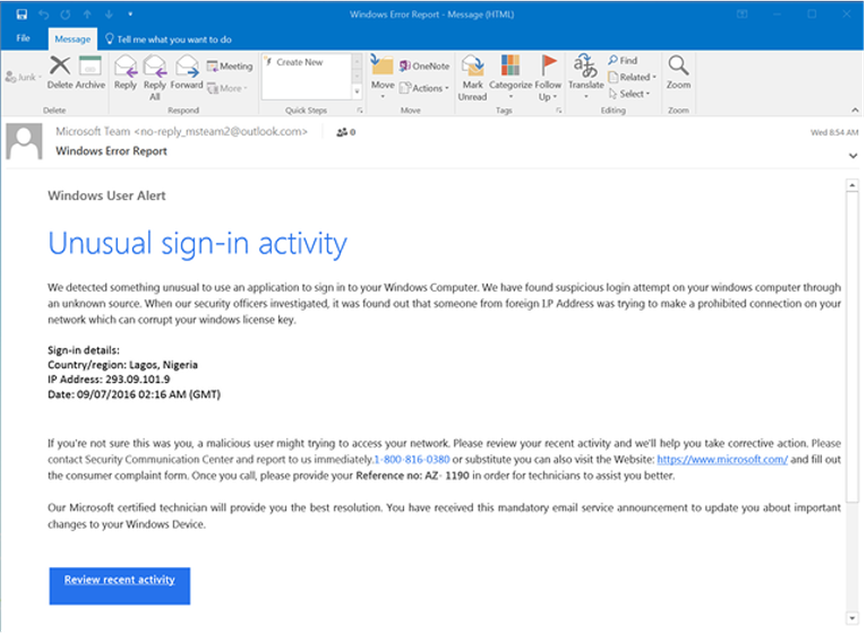 Windows Error Report - Message (HTML)
File Message Tell me what you want to do
Junk Delete Archive Reply Reply All Forward Meeting More Create New Move OneNote Actions Mark Unread Categorize Follow Up Translate Find Related Select Zoom
Delete Respond Quick Steps Move Tags Editing Zoom
Microsoft Team <no-reply_msteam2@outlook.com> 0 Wed 8:54 AM
Windows Error Report
Windows User Alert
Unusual sign-in activity
We detected something unusual to use an application to sign in to your Windows Computer. We have found suspicious login attempt on your windows computer through
an unknown source. When our security officers investigated, it was found out that someone from foreign I.P Address was trying to make a prohibited connection on your
network which can corrupt your windows license key.
Sign-in details:
Country/region: Lagos, Nigeria
IP Address: 293.09.101.9
Date: 09/07/2016 02:16 AM (GMT)
If you're not sure this was you, a malicious user might trying to access your network. Please review your recent activity and we'll help you take corrective action. Please
contact Security Communication Center and report to us immediately.1-800-816-0380 or substitute you can also visit the Website: https://www.microsoft.com/ and fill out
the consumer complaint form. Once you call, please provide your Reference no: AZ- 1190 in order for technicians to assist you better.
Our Microsoft certified technician will provide you the best resolution. You have received this mandatory email service announcement to update you about important
changes to your Windows Device.
Review recent activity